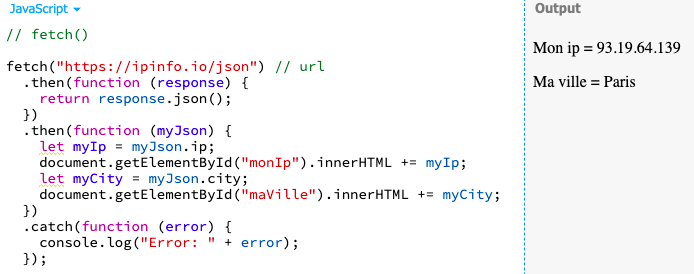 JavaScript
// fetch()
fetch("https://ipinfo.io/json") // url
.then(function (response) {
return response.json();
})
.then(function (myJson) {
let myIp = myJson.ip;
document.getElementById("monIp").innerHTML += myIp;
let myCity = myJson.city;
document.getElementById("maVille").innerHTML += myCity;
})
.catch(function (error) {
console.log("Error: " + error);
});
Output
Mon ip = 93.19.64.139
Ma ville = Paris